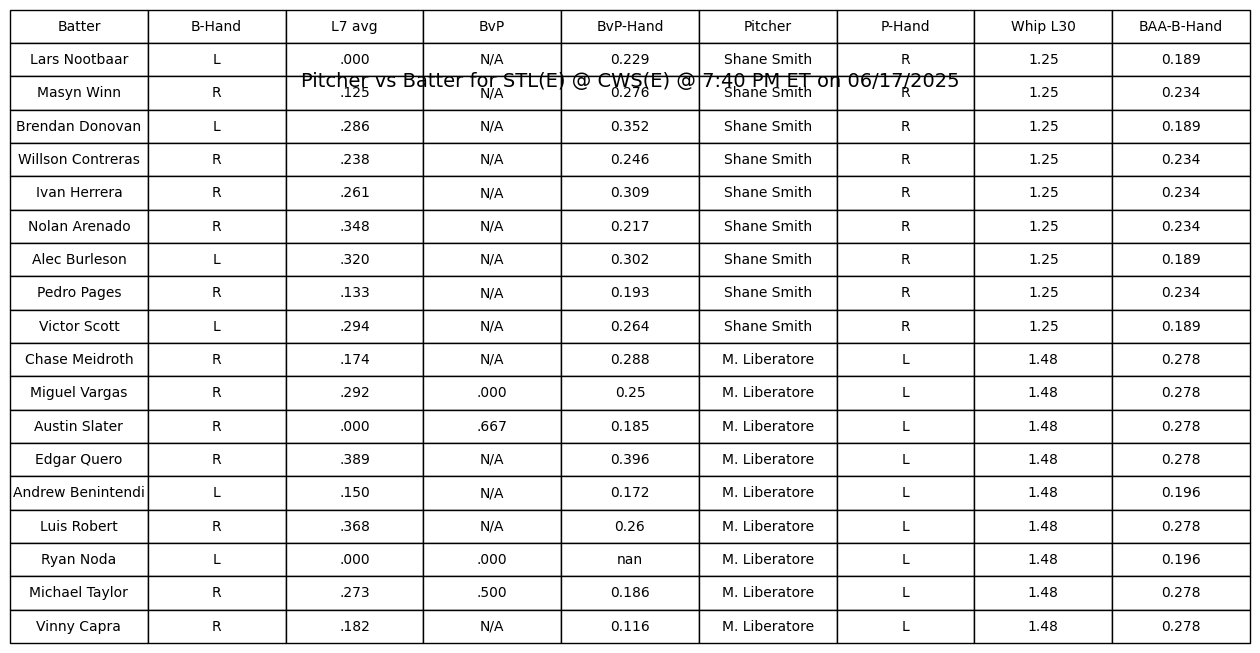 Batter B-Hand L7 avg BvP BvP-Hand Pitcher P-Hand Whip L30 BAA-B-Hand
Lars Nootbaar L .000 N/A 0.229 Shane Smith R 1.25 0.189
Pitcher vs Batter for STL(E) @ CWS(E) @ 7:40 PM ET on 06/17/2025
Masyn Winn R .125 N/A 0.276 Shane Smith R 1.25 0.234
Brendan Donovan L .286 N/A 0.352 Shane Smith R 1.25 0.189
Willson Contreras R .238 N/A 0.246 Shane Smith R 1.25 0.234
Ivan Herrera R .261 N/A 0.309 Shane Smith R 1.25 0.234
Nolan Arenado R .348 N/A 0.217 Shane Smith R 1.25 0.234
Alec Burleson L .320 N/A 0.302 Shane Smith R 1.25 0.189
Pedro Pages R .133 N/A 0.193 Shane Smith R 1.25 0.234
Victor Scott L .294 N/A 0.264 Shane Smith R 1.25 0.189
Chase Meidroth R .174 N/A 0.288 M. Liberatore L 1.48 0.278
Miguel Vargas R .292 .000 0.25 M. Liberatore L 1.48 0.278
Austin Slater R .000 .667 0.185 M. Liberatore L 1.48 0.278
Edgar Quero R .389 N/A 0.396 M. Liberatore L 1.48 0.278
Andrew Benintendi L .150 N/A 0.172 M. Liberatore L 1.48 0.196
Luis Robert R .368 N/A 0.26 M. Liberatore L 1.48 0.278
Ryan Noda L .000 .000 nan M. Liberatore L 1.48 0.196
Michael Taylor R .273 .500 0.186 M. Liberatore L 1.48 0.278
Vinny Capra R .182 N/A 0.116 M. Liberatore L 1.48 0.278